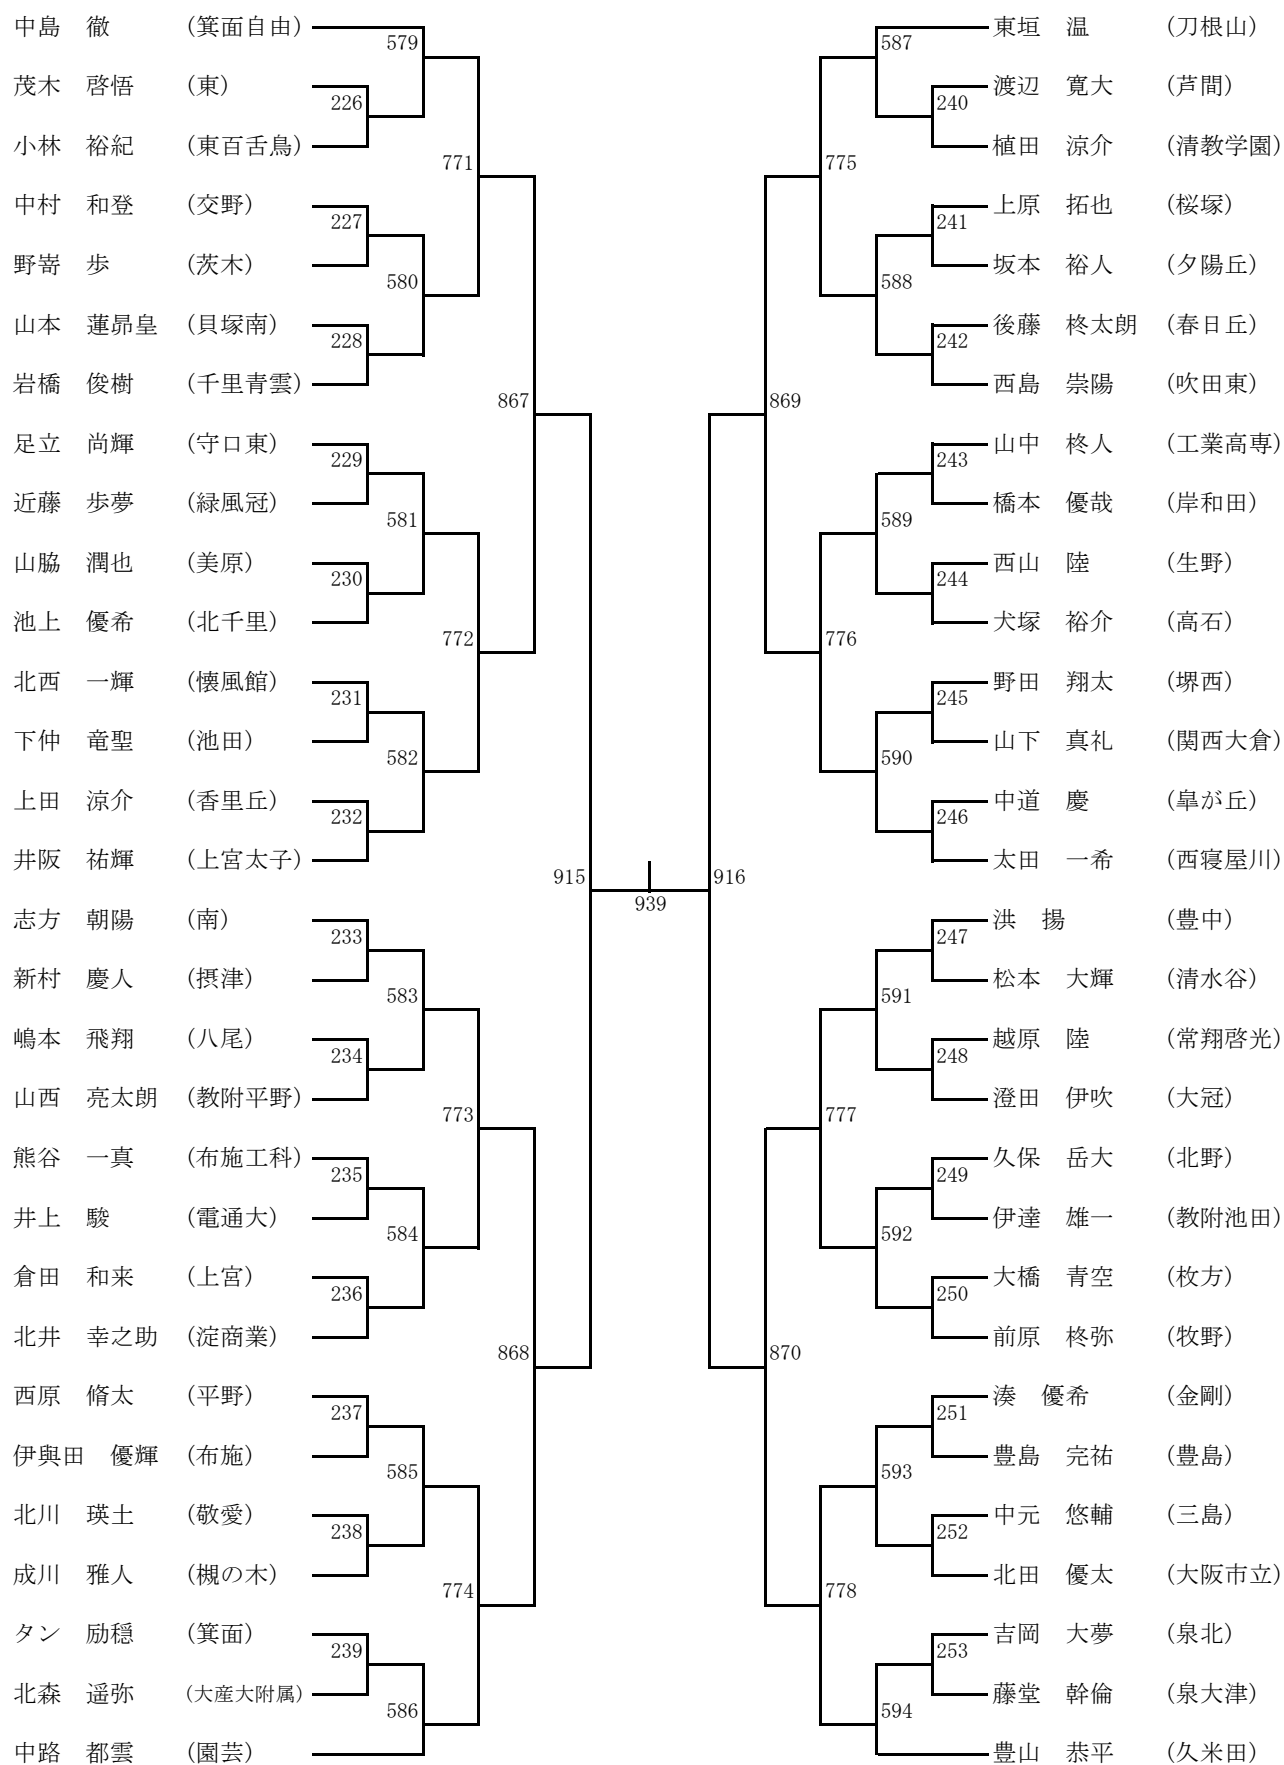 中島　徹　(箕面自由)
579
茂木　啓悟　(東)
226
小林　裕紀　(東百舌鳥)
771
中村　和登　(交野)
227
野嵜　歩　(茨木)
580
山本　蓮昴皇　(貝塚南)
228
岩橋　俊樹　(千里青雲)
867
足立　尚輝　(守口東)
229
近藤　歩夢　(緑風冠)
581
山脇　潤也　(美原)
230
池上　優希　(北千里)
772
北西　一輝　(懐風館)
231
下仲　竜聖　(池田)
582
上田　涼介　(香里丘)
232
井阪　祐輝　(上宮太子)
915
志方　朝陽　(南)
233
新村　慶人　(摂津)
583
嶋本　飛翔　(八尾)
234
山西　亮太朗　(教附平野)
773
熊谷　一真　(布施工科)
235
井上　駿　(電通大)
584
倉田　和来　(上宮)
236
北井　幸之助　(淀商業)
868
西原　脩太　(平野)
237
伊與田　優輝　(布施)
585
北川　瑛土　(敬愛)
238
成川　雅人　(槻の木)
774
タン　励穏　(箕面)
239
北森　遥弥　(大産大附属)
586
中路　都雲　(園芸)
939
東垣　温　(刀根山)
587
渡辺　寛大　(芦間)
240
植田　涼介　(清教学園)
775
上原　拓也　(桜塚)
241
坂本　裕人　(夕陽丘)
588
後藤　柊太朗　(春日丘)
242
西島　崇陽　(吹田東)
869
山中　柊人　(工業高専)
243
橋本　優哉　(岸和田)
589
西山　陸　(生野)
244
犬塚　裕介　(高石)
776
野田　翔太　(堺西)
245
山下　真礼　(関西大倉)
590
中道　慶　(皐が丘)
246
太田　一希　(西寝屋川)
916
洪　揚　(豊中)
247
松本　大輝　(清水谷)
591
越原　陸　(常翔啓光)
248
澄田　伊吹　(大冠)
777
久保　岳大　(北野)
249
伊達　雄一　(教附池田)
592
大橋　青空　(枚方)
250
前原　柊弥　(牧野)
870
湊　優希　(金剛)
251
豊島　完祐　(豊島)
593
中元　悠輔　(三島)
252
北田　優太　(大阪市立)
778
吉岡　大夢　(泉北)
253
藤堂　幹倫　(泉大津)
594
豊山　恭平　(久米田)